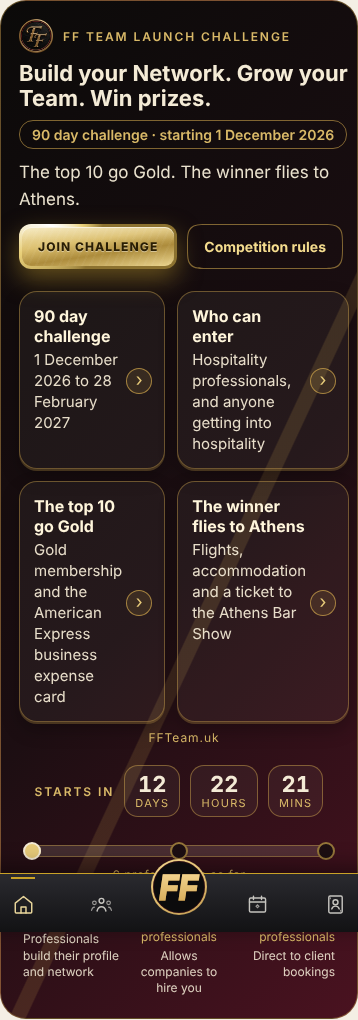 FF TEAM LAUNCH CHALLENGE
Build your Network. Grow your
Team. Win prizes.
90 day challenge · starting 1 December 2026
The top 10 go Gold. The winner flies to
Athens.
JOIN CHALLENGE
Competition rules
90 day
challenge
1 December
2026 to 28
February
2027
Who can
enter
Hospitality
professionals,
and anyone
getting into
hospitality
The top 10
go Gold
Gold
membership
and the
American
Express
business
expense
card
The winner
flies to Athens
Flights,
accommodation
and a ticket to
the Athens Bar
Show
FFTeam.uk
STARTS IN
12
DAYS
22
HOURS
21
MINS
FF
Professionals
build their profile
and network
professionals
Allows
companies to
hire you
professionals
Direct to client
bookings